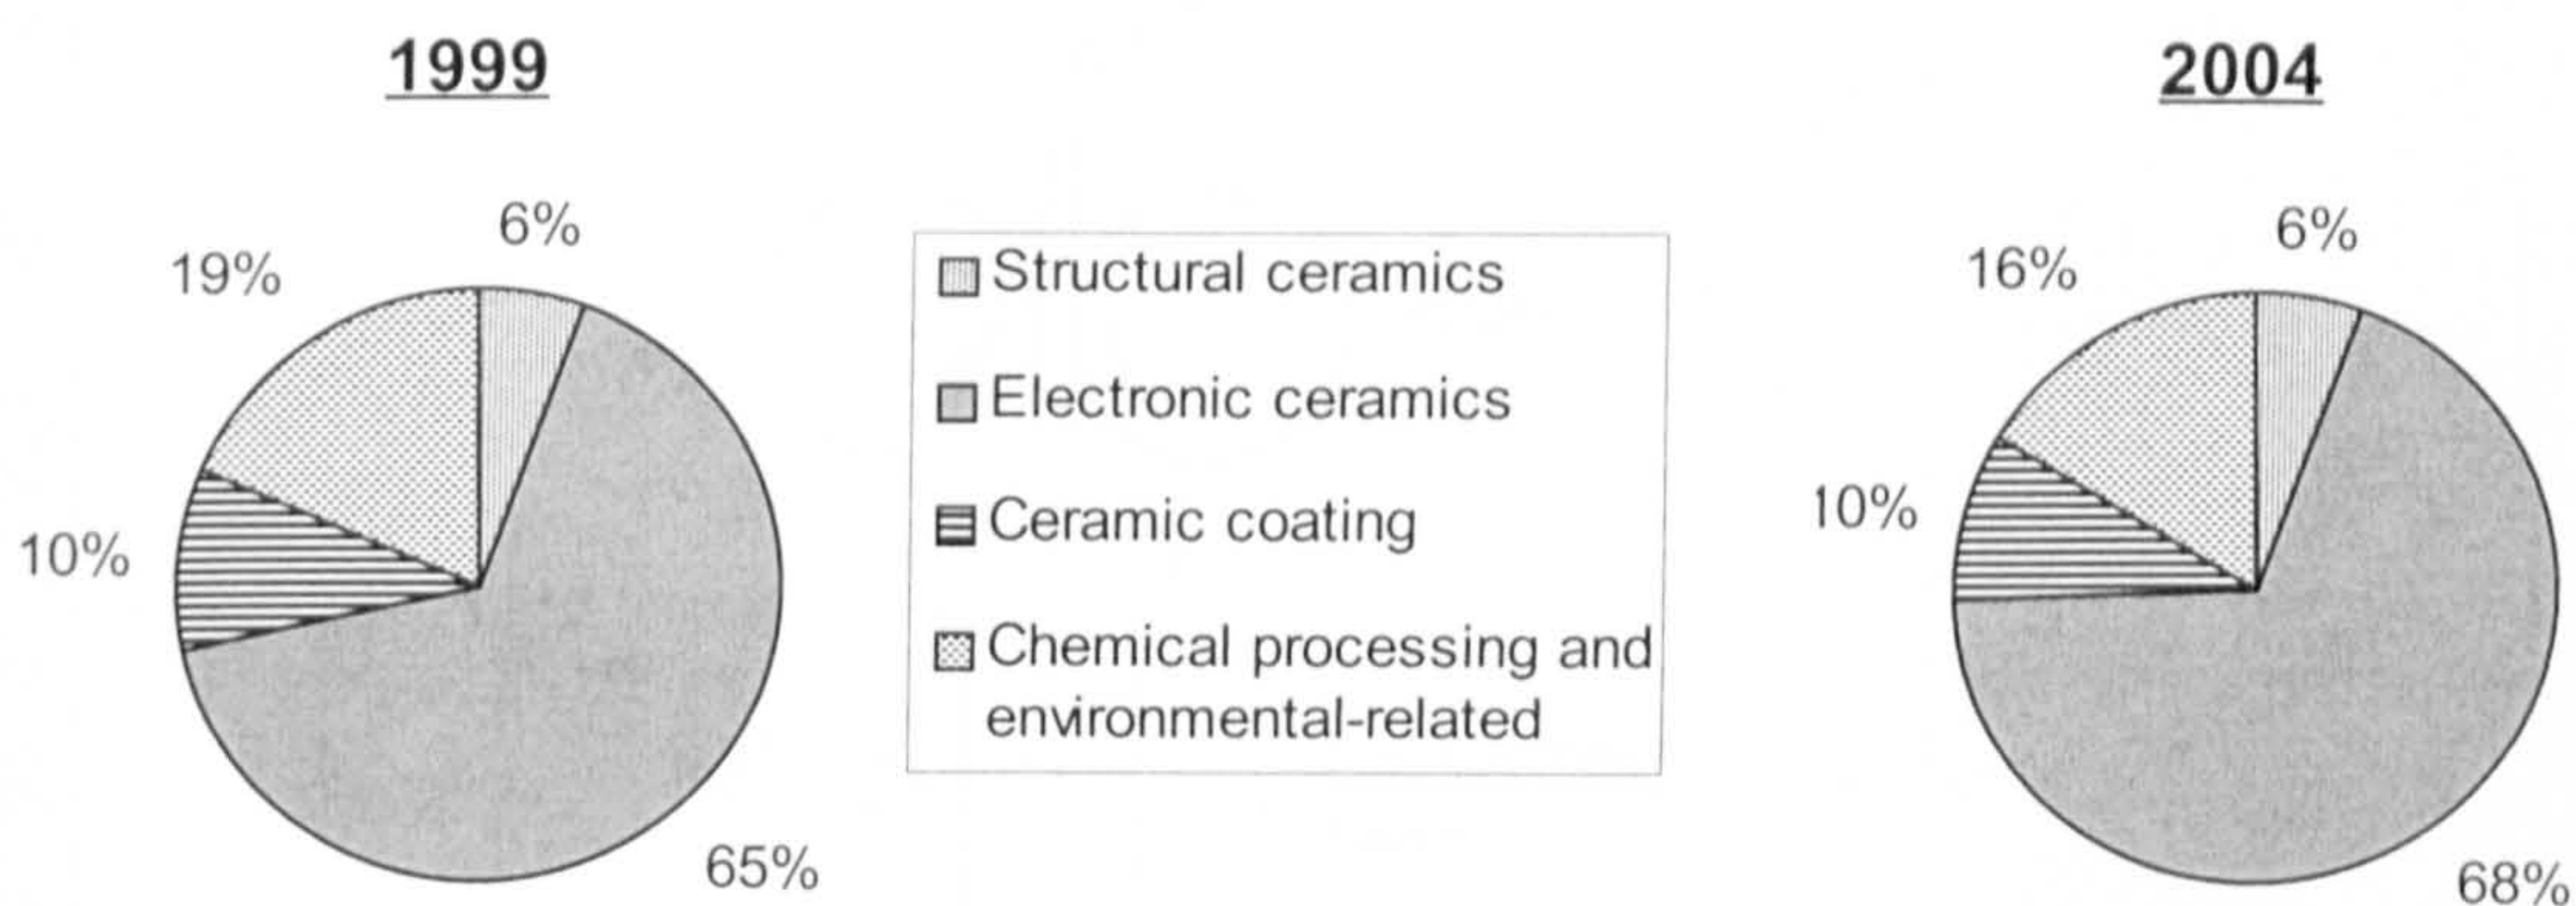 1999
2004
6%
19%
10%
65%
Structural ceramics
Electronic ceramics
Ceramic coating
Chemical processing and
environmental-related
6%
16%
10%
68%